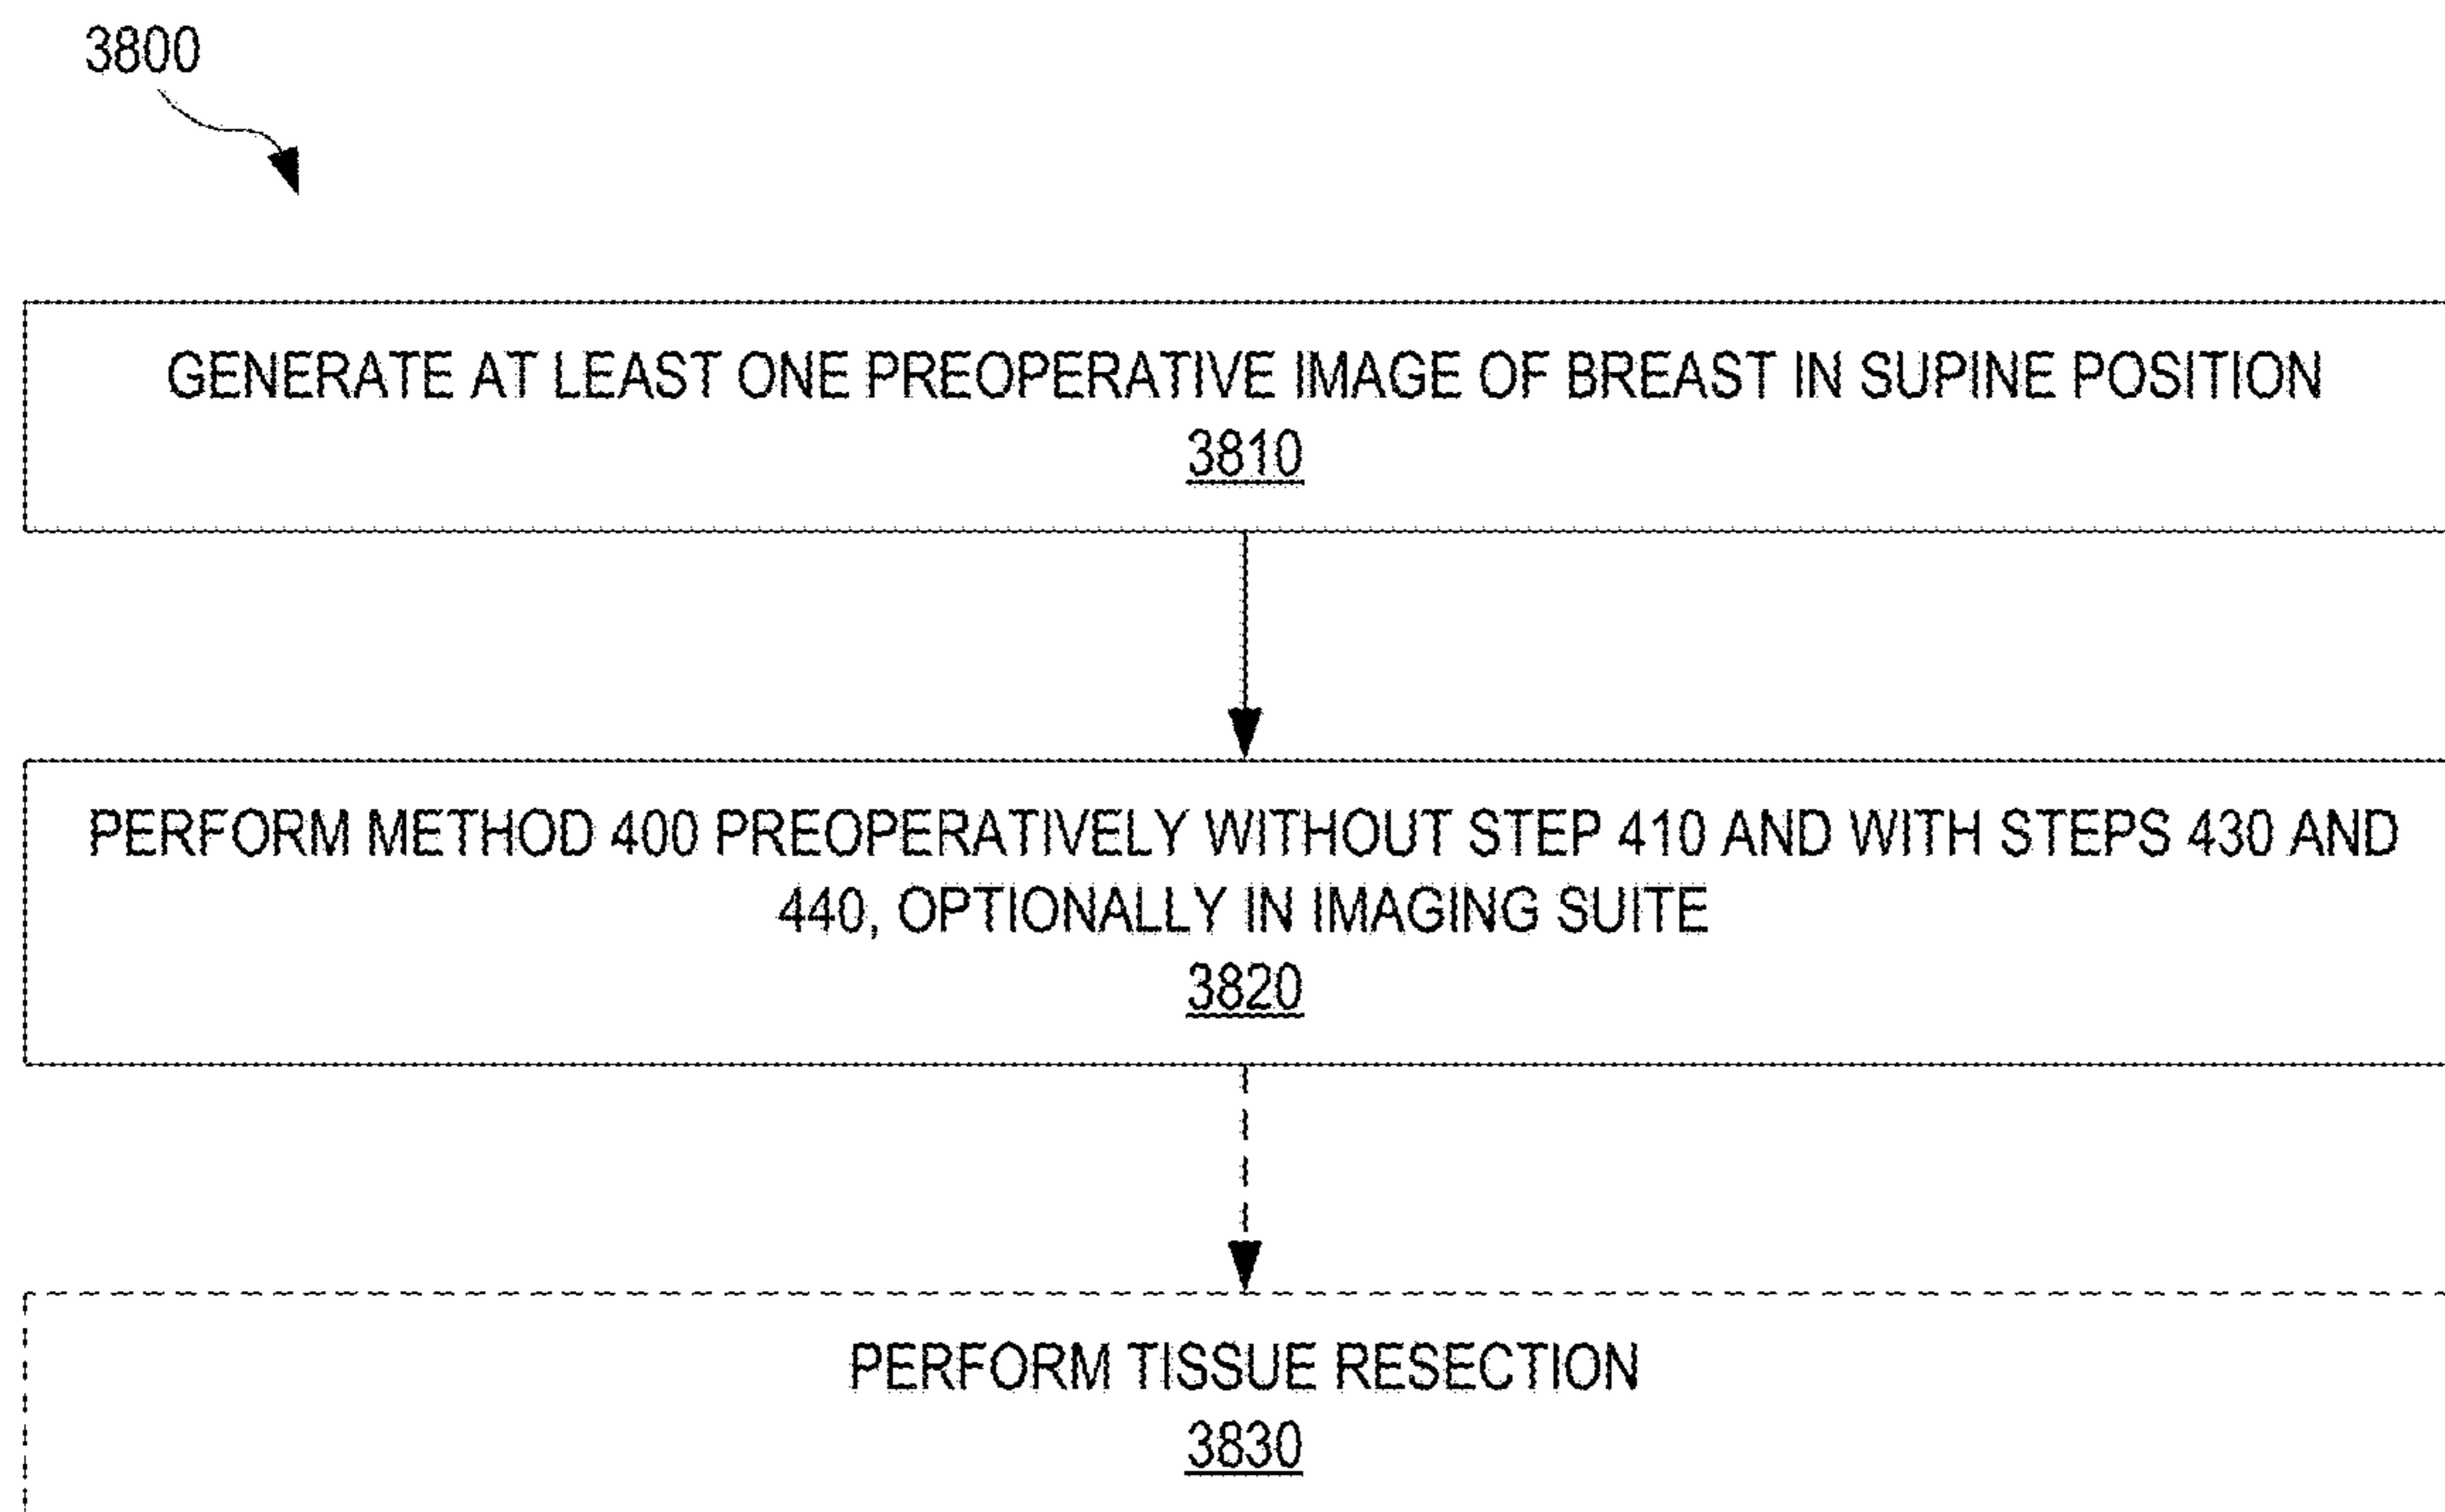 3800
GENERATE AT LEAST ONE PREOPERATIVE IMAGE OF BREAST IN SUPINE POSITION
3810
PERFORM METHOD 400 PREOPERATIVELY WITHOUT STEP 410 AND WITH STEPS 430 AND
440, OPTIONALLY IN IMAGING SUITE
3820
PERFORM TISSUE RESECTION
3830